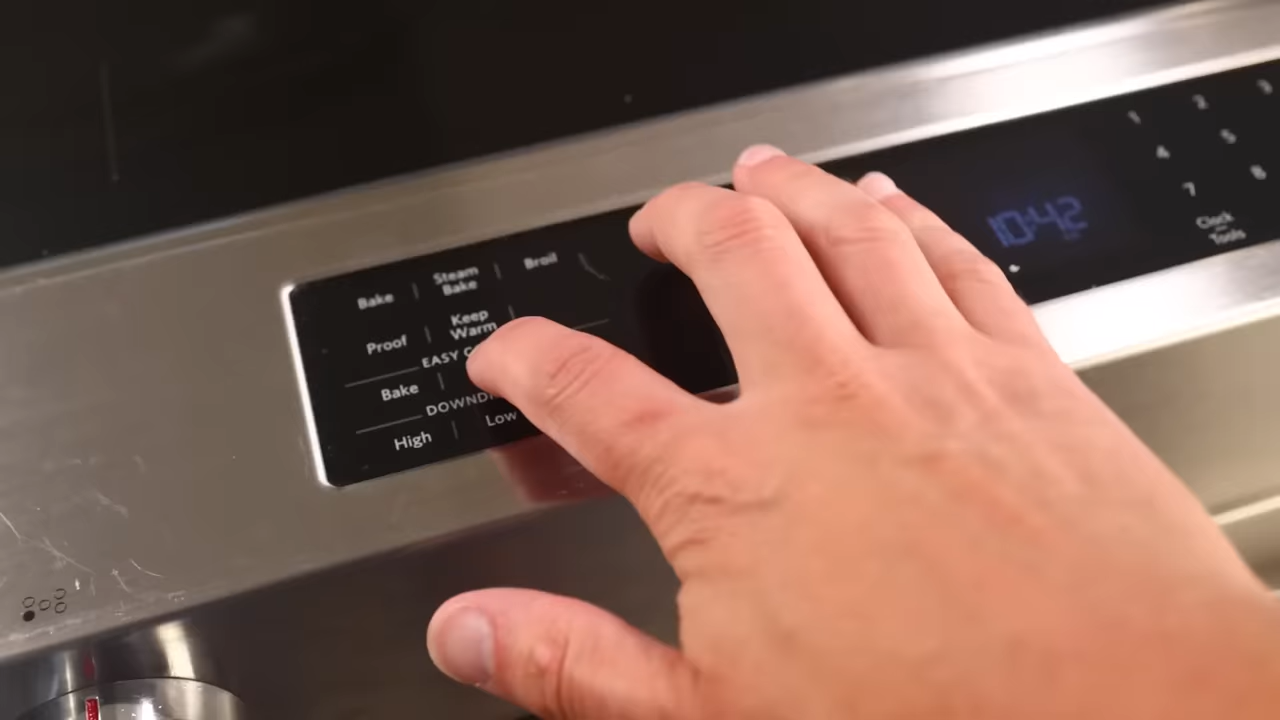 Bake
Steam
Bake
Broil
Proof
Keep
Warm
EASY
Bake
High
Low
10:42
1 2 3
4 5
7 8
Clock
Tools